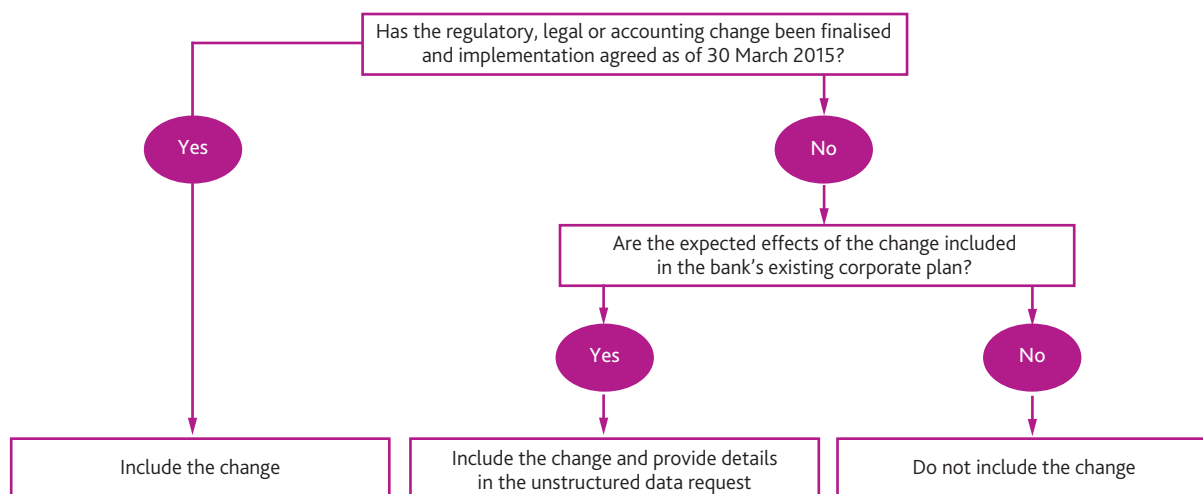 Has the regulatory, legal or accounting change been finalised
and implementation agreed as of 30 March 2015?
Yes
No
Are the expected effects of the change included
in the bank’s existing corporate plan?
Yes
No
Include the change
Include the change and provide details
in the unstructured data request
Do not include the change